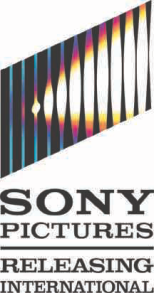 SONY
PICTURES
RELEASING
INTERNATIONAL